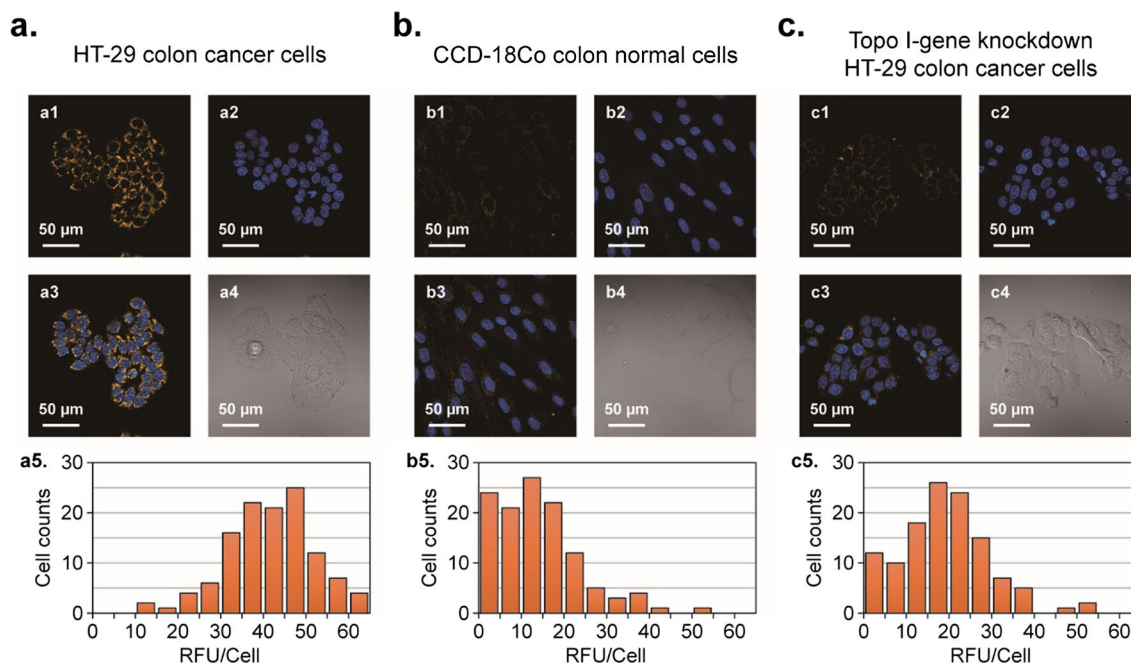 a.
HT-29 colon cancer cells
b.
CCD-18Co colon normal cells
c.
Topo I-gene knockdown
HT-29 colon cancer cells
a1
50 µm
a2
50 µm
b1
50 µm
b2
50 µm
c1
50 µm
c2
50 µm
a3
50 µm
a4
50 µm
b3
50 µm
b4
50 µm
c3
50 µm
c4
50 µm
a5.
30
20
10
0
Cell counts
0 10 20 30 40 50 60
RFU/Cell
b5.
30
20
10
0
Cell counts
0 10 20 30 40 50 60
RFU/Cell
c5.
30
20
10
0
Cell counts
0 10 20 30 40 50 60
RFU/Cell